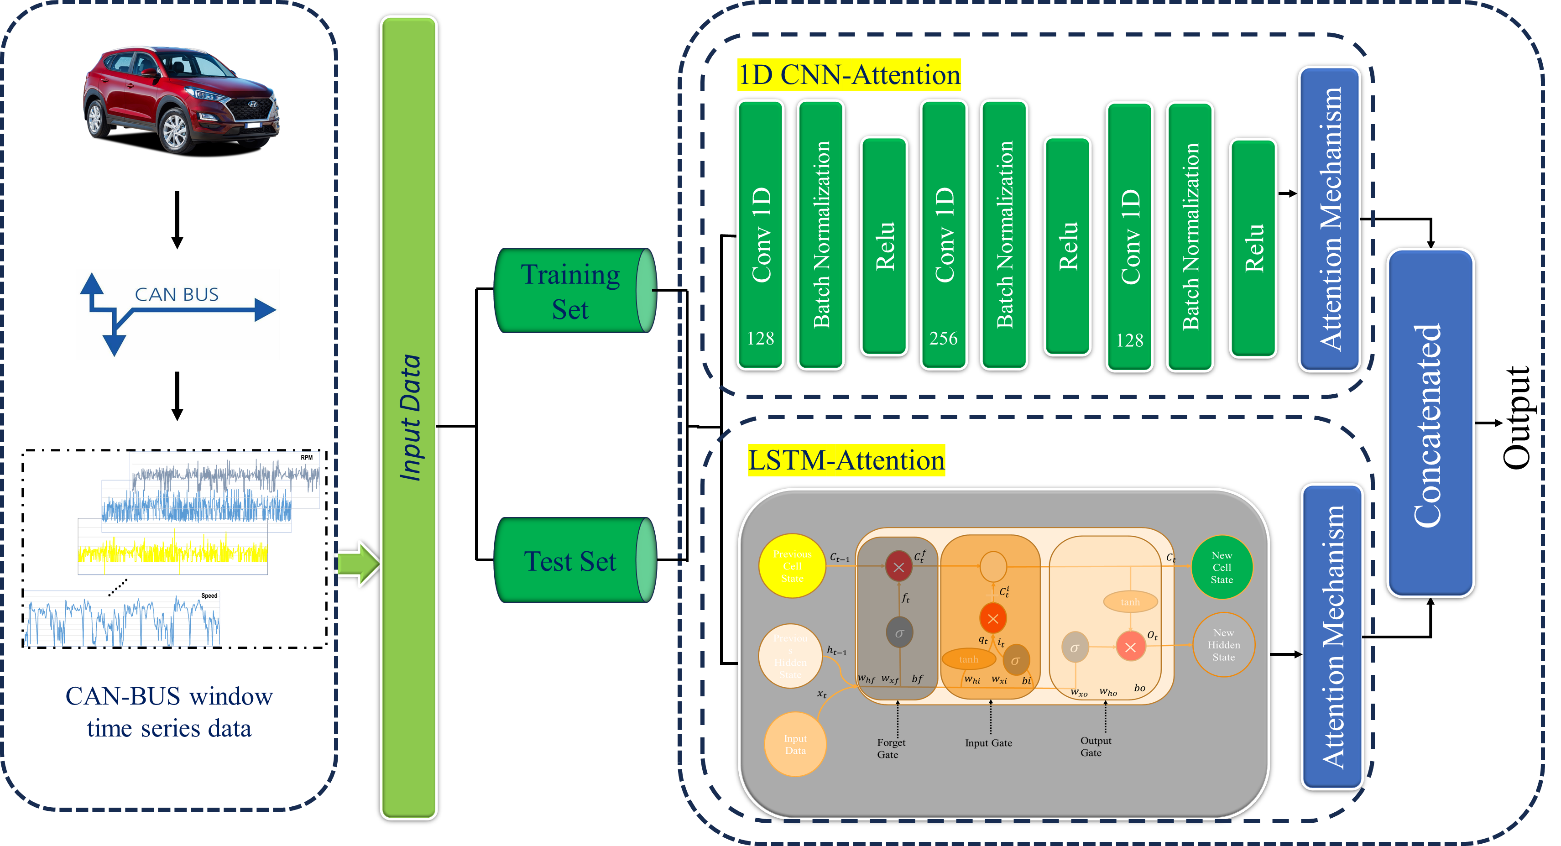 CAN BUS
RPM
Speed
CAN-BUS window
time series data
Input Data
Training
Set
Test Set
1D CNN-Attention
Conv 1D
128
Batch Normalization
Relu
Conv 1D
256
Batch Normalization
Relu
Conv 1D
128
Batch Normalization
Relu
Attention Mechanism
LSTM-Attention
Previous
Cell
State
Previous
Hidden
State
Input
Data
C_{t-1}
h_{t-1}
x_t
C_t^f
f_t
σ
w_{hf} w_{xf} bf
C_t^i
q_t i_t
tanh
σ
w_{hi} w_{xi} bi
C_t
tanh
σ
O_t
w_{xo} w_{ho} bo
New
Cell
State
New
Hidden
State
Forget
Gate
Input Gate
Output
Gate
Attention Mechanism
Concatenated
Output